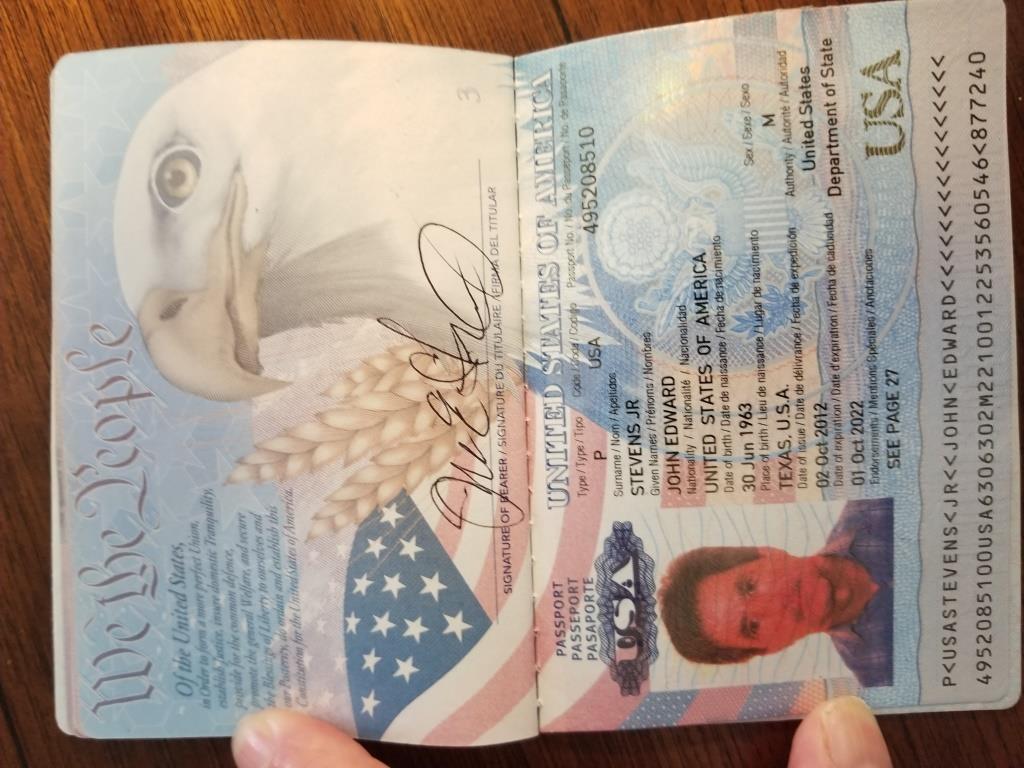 We the People
Of the United States,
in Order to form a more perfect Union,
establish Justice, insure domestic Tranquility,
provide for the common defence,
promote the general Welfare, and secure
the Blessings of Liberty to ourselves and
our Posterity, do ordain and establish this
Constitution for the United States of America.
3
SIGNATURE OF BEARER / SIGNATURE DU TITULAIRE / FIRMA DEL TITULAR
PASSPORT
PASSEPORT
PASAPORTE
USA
UNITED STATES OF AMERICA
Type / Type / Tipo Code / Code / Codigo Passport No. / No. du Passeport / No. de Pasaporte
P USA 495208510
Surname / Nom / Apellidos
STEVENS JR
Given Names / Prénoms / Nombres
JOHN EDWARD
Nationality / Nationalité / Nacionalidad
UNITED STATES OF AMERICA
Date of birth / Date de naissance / Fecha de nacimiento
30 Jun 1963
Place of birth / Lieu de naissance / Lugar de nacimiento
Sex / Sexe / Sexo
TEXAS, U.S.A.
M
Date of issue / Date de délivrance / Fecha de expedición
Authority / Autorité / Autoridad
02 Oct 2012
United States
Date of expiration / Date d'expiration / Fecha de caducidad
Department of State
01 Oct 2022
Endorsements / Mentions Spéciales / Anotaciones
SEE PAGE 27
USA
P<USASTEVENS<JR<<JOHN<EDWARD<<<<<<<<<<<<<<<<
4952085100USA6306302M2210012253560546<877240